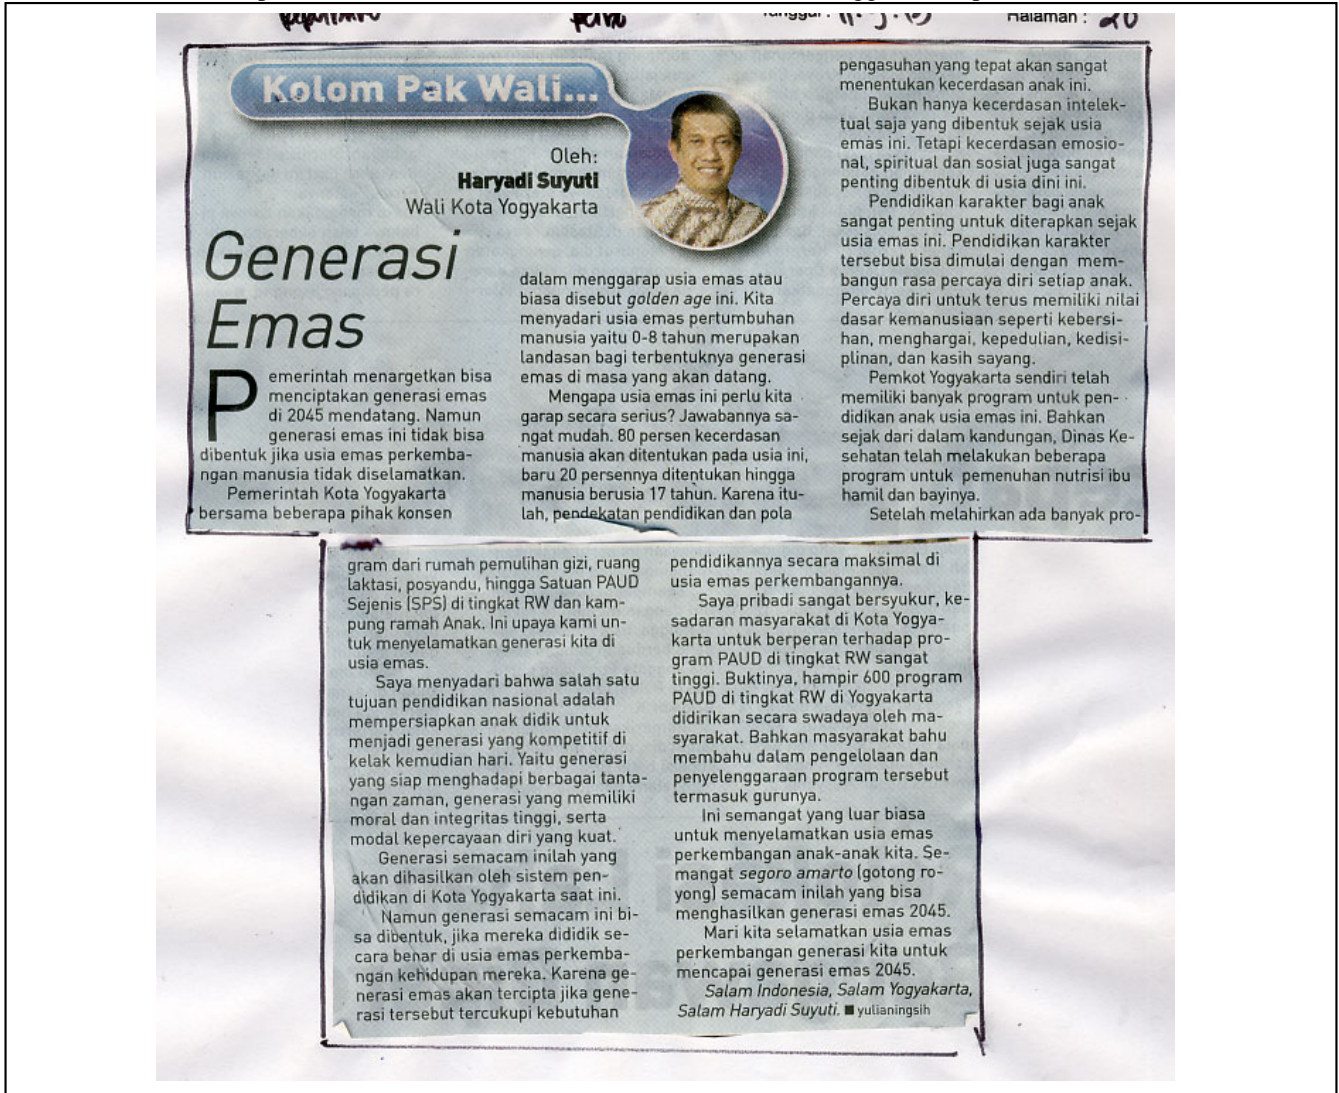 Tanggal :
Halaman : 20
Kolom Pak Wali...
Oleh:
Haryadi Suyuti
Wali Kota Yogyakarta
Generasi
Emas
Pemerintah menargetkan bisa
menciptakan generasi emas
di 2045 mendatang. Namun
generasi emas ini tidak bisa
dibentuk jika usia emas perkemba-
ngan manusia tidak diselamatkan.
Pemerintah Kota Yogyakarta
bersama beberapa pihak konsen
dalam menggarap usia emas atau
biasa disebut golden age ini. Kita
menyadari usia emas pertumbuhan
manusia yaitu 0-8 tahun merupakan
landasan bagi terbentuknya generasi
emas di masa yang akan datang.
Mengapa usia emas ini perlu kita
garap secara serius? Jawabannya sa-
ngat mudah. 80 persen kecerdasan
manusia akan ditentukan pada usia ini,
baru 20 persennya ditentukan hingga
manusia berusia 17 tahun. Karena itu-
lah, pendekatan pendidikan dan pola
pengasuhan yang tepat akan sangat
menentukan kecerdasan anak ini.
Bukan hanya kecerdasan intelek-
tual saja yang dibentuk sejak usia
emas ini. Tetapi kecerdasan emosio-
nal, spiritual dan sosial juga sangat
penting dibentuk di usia dini ini.
Pendidikan karakter bagi anak
sangat penting untuk diterapkan sejak
usia emas ini. Pendidikan karakter
tersebut bisa dimulai dengan mem-
bangun rasa percaya diri setiap anak.
Percaya diri untuk terus memiliki nilai
dasar kemanusiaan seperti kebersi-
han, menghargai, kepedulian, kedisi-
plinan, dan kasih sayang.
Pemkot Yogyakarta sendiri telah
memiliki banyak program untuk pen-
didikan anak usia emas ini. Bahkan
sejak dari dalam kandungan, Dinas Ke-
sehatan telah melakukan beberapa
program untuk pemenuhan nutrisi ibu
hamil dan bayinya.
Setelah melahirkan ada banyak pro-
gram dari rumah pemulihan gizi, ruang
laktasi, posyandu, hingga Satuan PAUD
Sejenis (SPS) di tingkat RW dan kam-
pung ramah Anak. Ini upaya kami un-
tuk menyelamatkan generasi kita di
usia emas.
Saya menyadari bahwa salah satu
tujuan pendidikan nasional adalah
mempersiapkan anak didik untuk
menjadi generasi yang kompetitif di
kelak kemudian hari. Yaitu generasi
yang siap menghadapi berbagai tanta-
ngan zaman, generasi yang memiliki
moral dan integritas tinggi, serta
modal kepercayaan diri yang kuat.
Generasi semacam inilah yang
akan dihasilkan oleh sistem pen-
didikan di Kota Yogyakarta saat ini.
Namun generasi semacam ini bi-
sa dibentuk, jika mereka dididik se-
cara benar di usia emas perkemba-
ngan kehidupan mereka. Karena ge-
nerasi emas akan tercipta jika gene-
rasi tersebut tercukupi kebutuhan
pendidikannya secara maksimal di
usia emas perkembangannya.
Saya pribadi sangat bersyukur, ke-
sadaran masyarakat di Kota Yogya-
karta untuk berperan terhadap pro-
gram PAUD di tingkat RW sangat
tinggi. Buktinya, hampir 600 program
PAUD di tingkat RW di Yogyakarta
didirikan secara swadaya oleh ma-
syarakat. Bahkan masyarakat bahu
membahu dalam pengelolaan dan
penyelenggaraan program tersebut
termasuk gurunya.
Ini semangat yang luar biasa
untuk menyelamatkan usia emas
perkembangan anak-anak kita. Se-
mangat segoro amarto (gotong ro-
yong) semacam inilah yang bisa
menghasilkan generasi emas 2045.
Mari kita selamatkan usia emas
perkembangan generasi kita untuk
mencapai generasi emas 2045.
Salam Indonesia, Salam Yogyakarta,
Salam Haryadi Suyuti. ■ yulianingsih